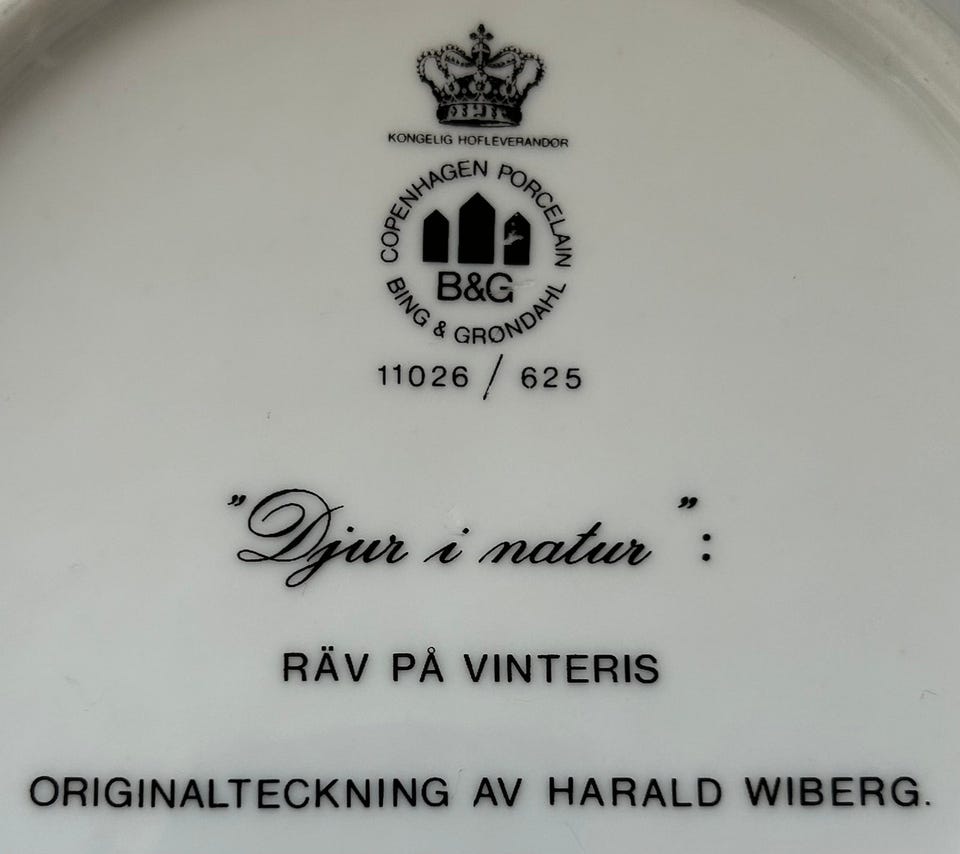 KONGELIG HOFLEVERANDØR
COPENHAGEN PORCELAIN
B&G
BING & GRØNDAHL
11026 / 625
"Djur i natur":
RÄV PÅ VINTERIS
ORIGINALTECKNING AV HARALD WIBERG.